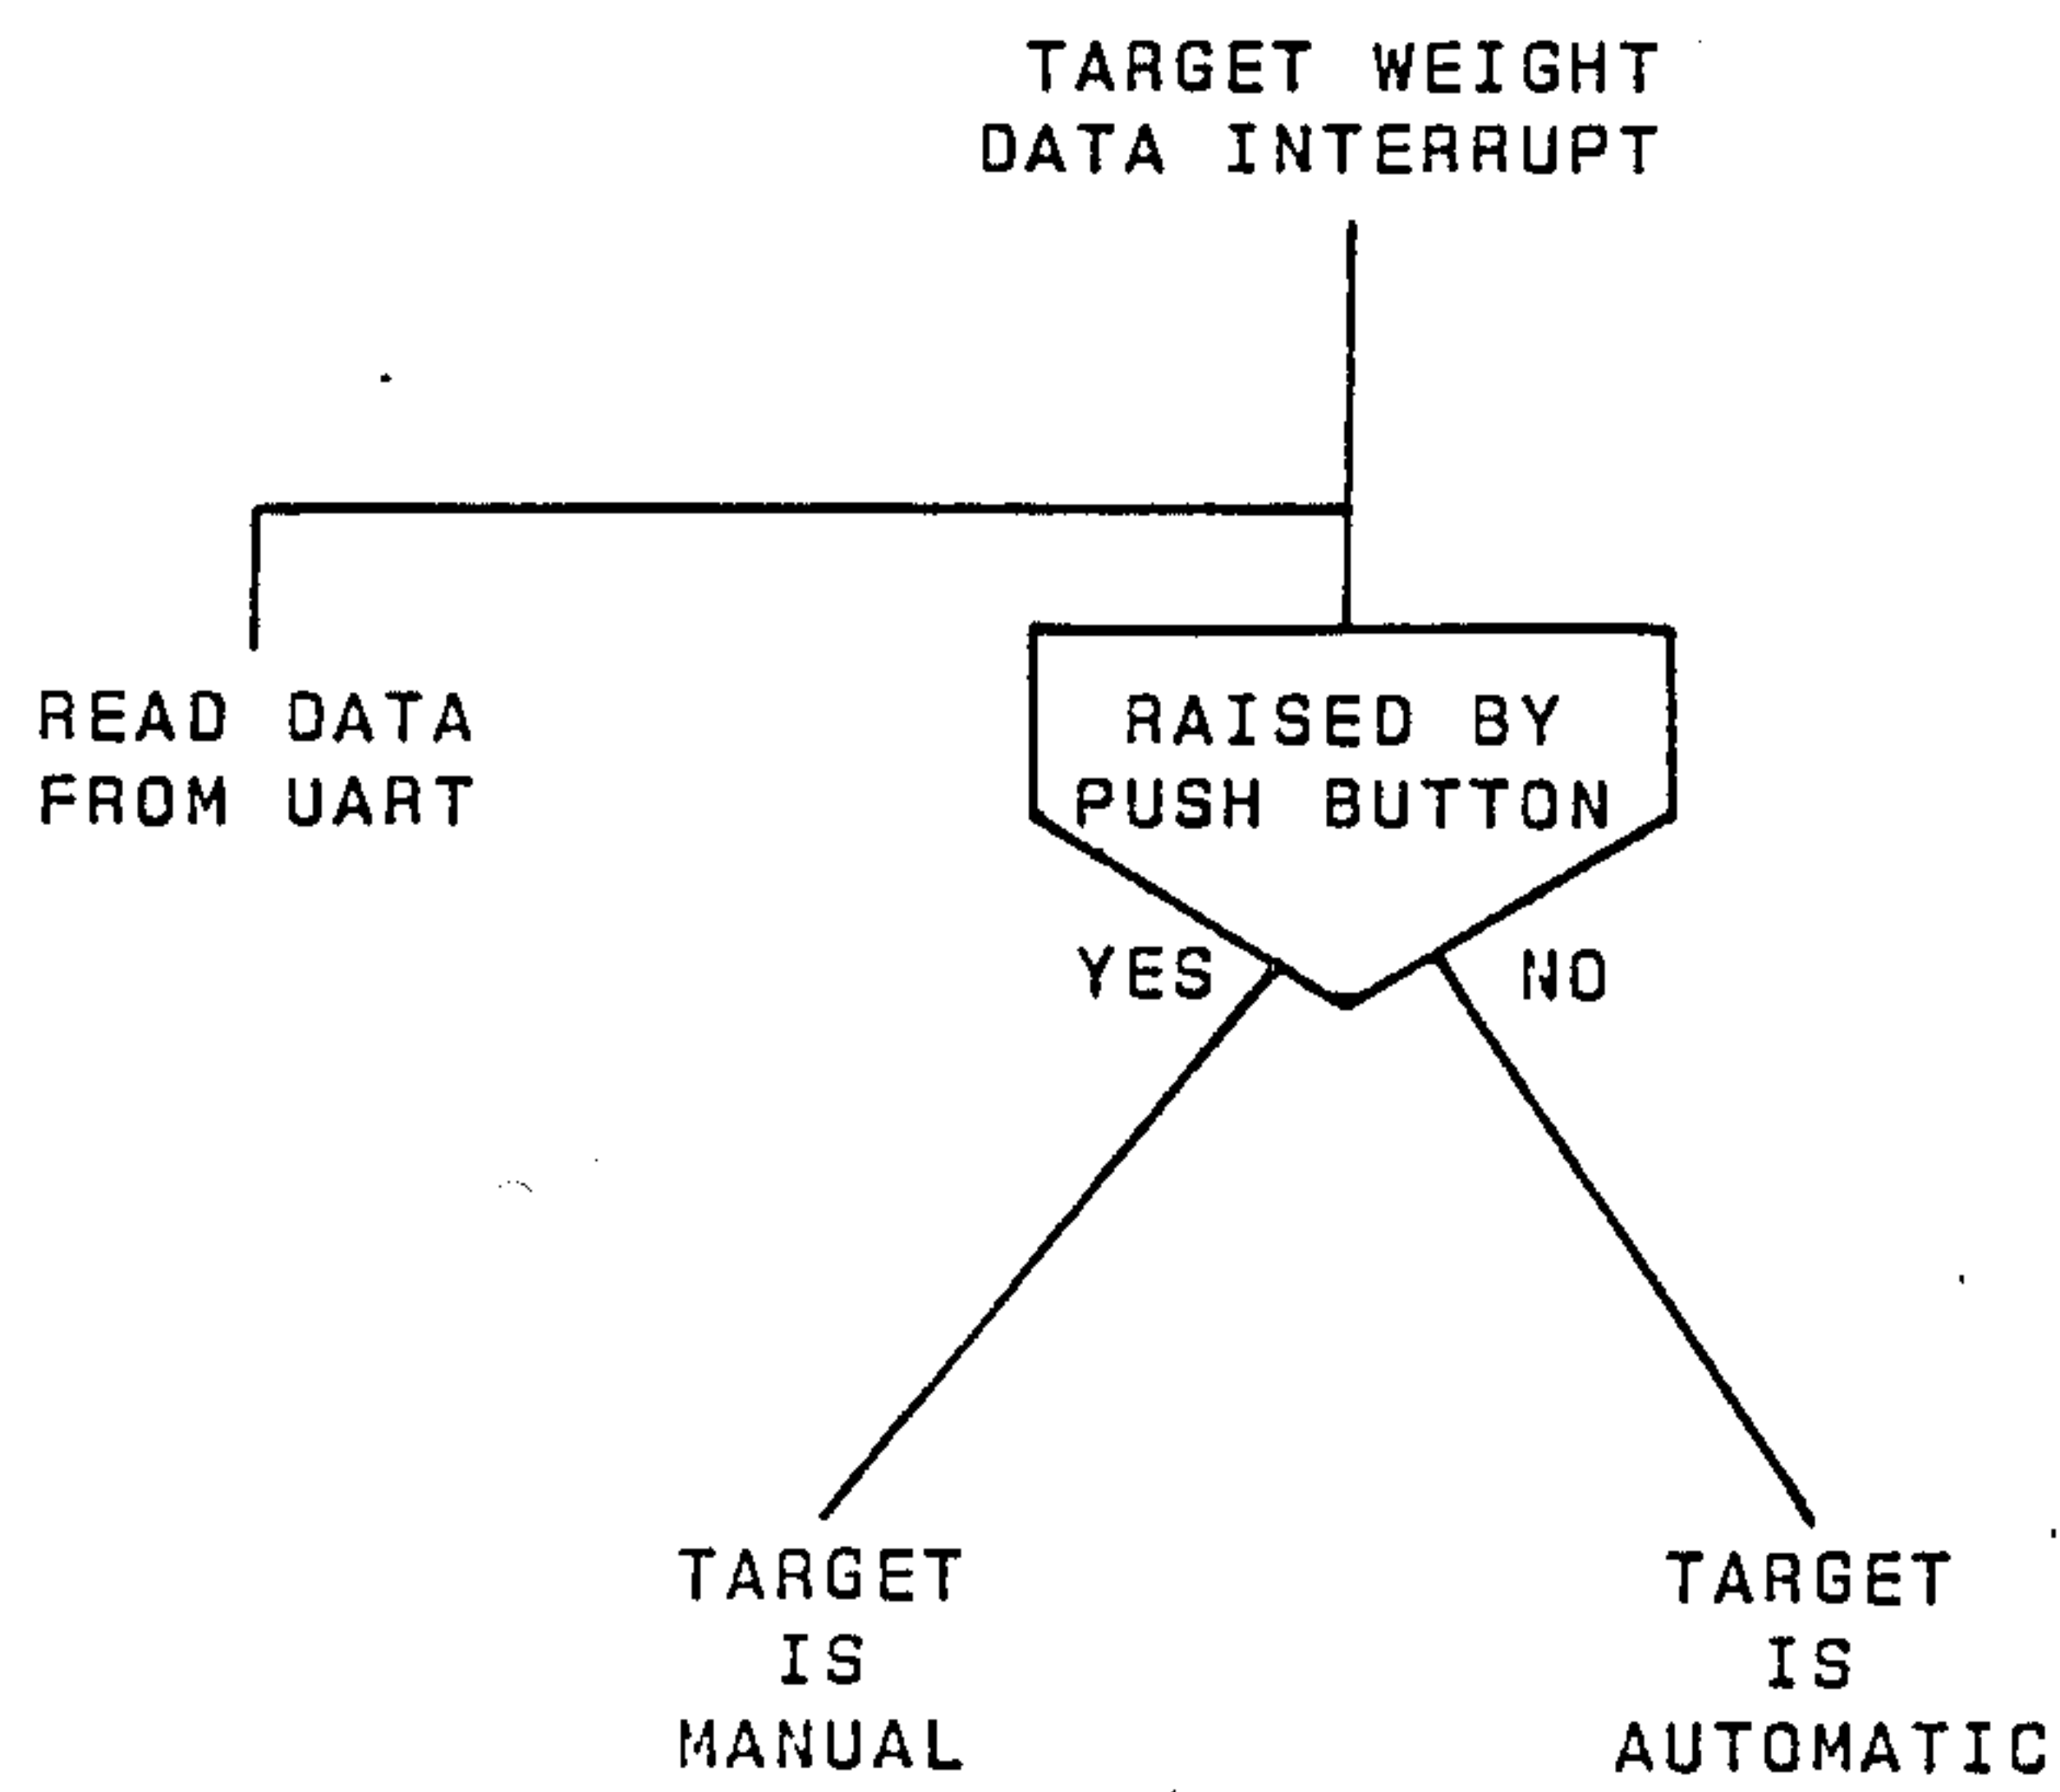 TARGET WEIGHT
DATA INTERRUPT
READ DATA
FROM UART
RAISED BY
PUSH BUTTON
YES
NO
TARGET
IS
MANUAL
TARGET
IS
AUTOMATIC